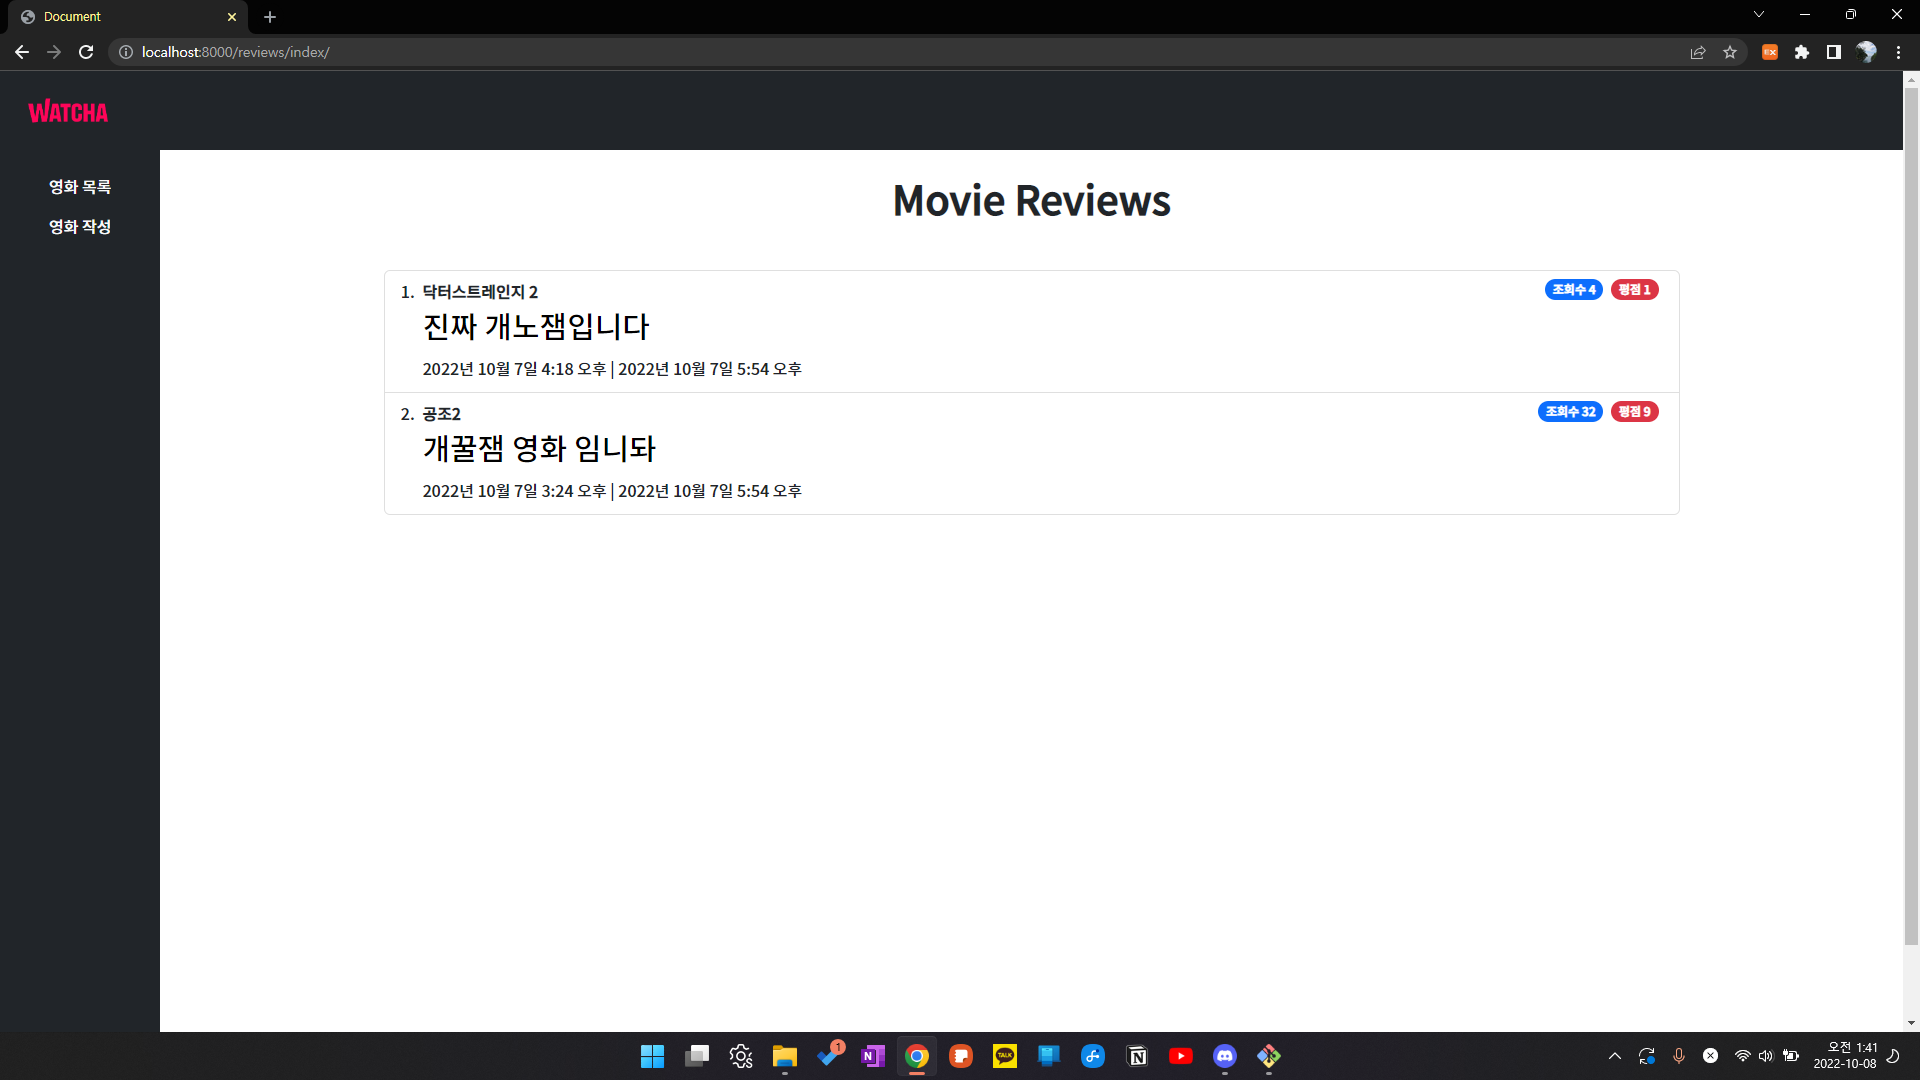 Document
localhost:8000/reviews/index/
WATCHA
영화 목록
영화 작성
Movie Reviews
1. 닥터스트레인지 2
조회수 4 평점 1
진짜 개노잼입니다
2022년 10월 7일 4:18 오후 | 2022년 10월 7일 5:54 오후
2. 공조2
조회수 32 평점 9
개꿀잼 영화 임니돠
2022년 10월 7일 3:24 오후 | 2022년 10월 7일 5:54 오후
EX
1
N
TALK
N
오전 1:41
2022-10-08